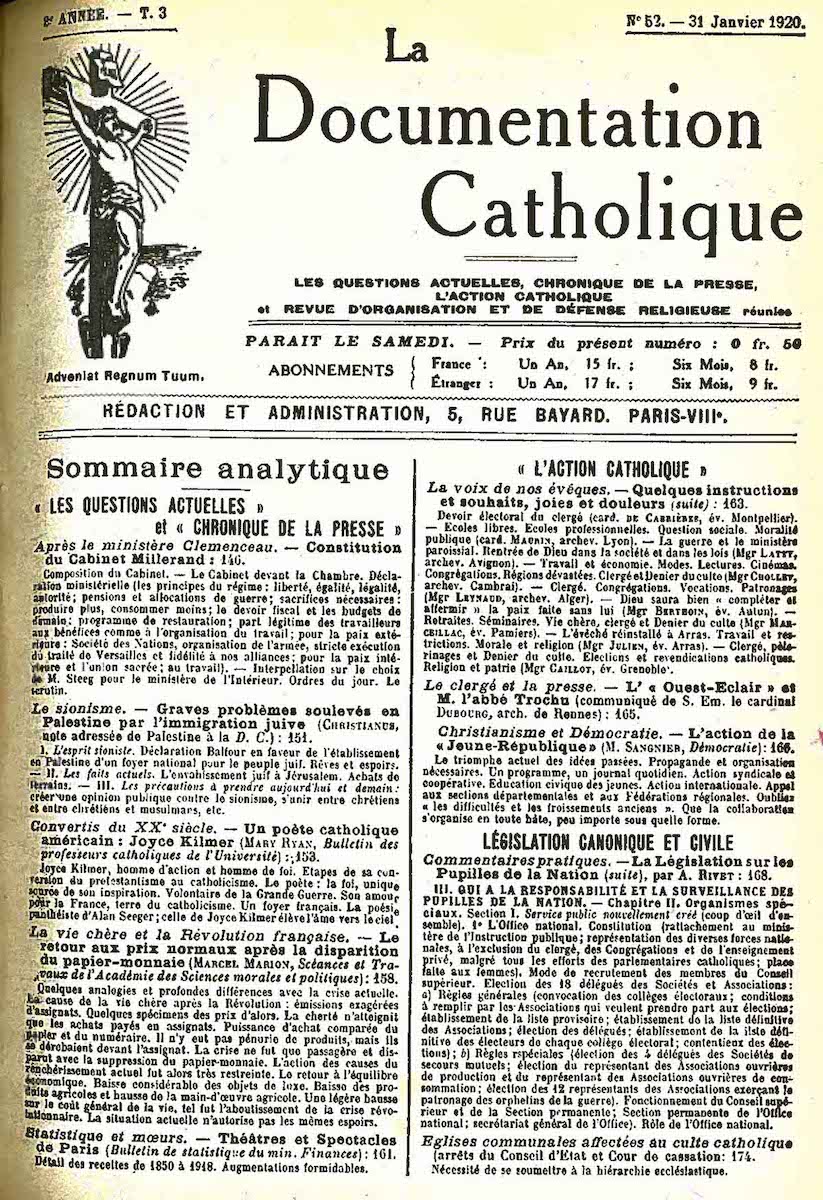 2e ANNÉE. — T. 3
No 52. — 31 Janvier 1920.
La
Documentation
Catholique
LES QUESTIONS ACTUELLES, CHRONIQUE DE LA PRESSE,
L'ACTION CATHOLIQUE
et REVUE D'ORGANISATION ET DE DÉFENSE RELIGIEUSE réunies
PARAIT LE SAMEDI. — Prix du présent numéro : 0 fr. 50
ABONNEMENTS { France : Un An, 15 fr. ; Six Mois, 8 fr.
Étranger : Un An, 17 fr. ; Six Mois, 9 fr.
Adveniat Regnum Tuum.
RÉDACTION ET ADMINISTRATION, 5, RUE BAYARD. PARIS-VIIIe.
Sommaire analytique
« LES QUESTIONS ACTUELLES »
et « CHRONIQUE DE LA PRESSE »
Après le ministère Clemenceau. — Constitution
du Cabinet Millerand : 146.
Composition du Cabinet. — Le Cabinet devant la Chambre. Décla-
ration ministérielle (les principes du régime : liberté, égalité, légalité,
autorité; pensions et allocations de guerre; sacrifices nécessaires :
produire plus, consommer moins; le devoir fiscal et les budgets de
demain; programme de restauration; part légitime des travailleurs
aux bénéfices comme à l'organisation du travail; pour la paix exté-
rieure : Société des Nations, organisation de l'armée, stricte exécution
du traité de Versailles et fidélité à nos alliances; pour la paix inté-
rieure et l'union sacrée; au travail). — Interpellation sur le choix
de M. Steeg pour le ministère de l'Intérieur. Ordres du jour. Le
scrutin.
Le sionisme. — Graves problèmes soulevés en
Palestine par l'immigration juive (CHRISTIANUS,
note adressée de Palestine à la D. C.) : 151.
I. L'esprit sioniste. Déclaration Balfour en faveur de l'établissement
en Palestine d'un foyer national pour le peuple juif. Rêves et espoirs.
— II. Les faits actuels. L'envahissement juif à Jérusalem. Achats de
terrains. — III. Les précautions à prendre aujourd'hui et demain :
créer une opinion publique contre le sionisme, s'unir entre chrétiens
et entre chrétiens et musulmans, etc.
Convertis du XXe siècle. — Un poète catholique
américain : Joyce Kilmer (MARY RYAN, Bulletin des
professeurs catholiques de l'Université) : 153.
Joyce Kilmer, homme d'action et homme de foi. Etapes de sa con-
version du protestantisme au catholicisme. Le poète : la foi, unique
source de son inspiration. Volontaire de la Grande Guerre. Son amour
pour la France, terre du catholicisme. Un foyer français. La poésie
panthéiste d'Alan Seeger; celle de Joyce Kilmer élève l'âme vers le ciel.
La vie chère et la Révolution française. — Le
retour aux prix normaux après la disparition
du papier-monnaie (MARCEL MARION, Séances et Tra-
vaux de l'Académie des Sciences morales et politiques) : 158.
Quelques analogies et profondes différences avec la crise actuelle.
La cause de la vie chère après la Révolution : émissions exagérées
d'assignats. Quelques spécimens des prix d'alors. La cherté n'atteignit
que les achats payés en assignats. Puissance d'achat comparée du
papier et du numéraire. Il n'y eut pas pénurie de produits, mais ils
se dérobaient devant l'assignat. La crise ne fut que passagère et dis-
parut avec la suppression du papier-monnaie. L'action des causes du
renchérissement actuel fut alors très restreinte. Le retour à l'équilibre
économique. Baisse considérable des objets de luxe. Baisse des pro-
duits agricoles et hausse de la main-d'œuvre agricole. Une légère hausse
sur le coût général de la vie, tel fut l'aboutissement de la crise révo-
lutionnaire. La situation actuelle n'autorise pas les mêmes espoirs.
Statistique et mœurs. — Théâtres et Spectacles
de Paris (Bulletin de statistique du min. Finances) : 161.
Détail des recettes de 1850 à 1918. Augmentations formidables.
« L'ACTION CATHOLIQUE »
La voix de nos évêques. — Quelques instructions
et souhaits, joies et douleurs (suite) : 163.
Devoir électoral du clergé (card. DE CABRIÈRES, év. Montpellier).
— Ecoles libres. Ecoles professionnelles. Question sociale. Moralité
publique (card. MAURIN, archev. Lyon). — La guerre et le ministère
paroissial. Rentrée de Dieu dans la société et dans les lois (Mgr LATTY,
archev. Avignon). — Travail et économie. Modes. Lectures. Cinémas.
Congrégations. Régions dévastées. Clergé et Denier du culte (Mgr CHOLLET,
archev. Cambrai). — Clergé. Congrégations. Vocations. Patronages
(Mgr LEYNAUD, archev. Alger). — Dieu saura bien « compléter et
affermir » la paix faite sans lui (Mgr BERTHOIN, év. Autun). —
Retraites. Séminaires. Vie chère, clergé et Denier du culte (Mgr MAR-
CEILLAC, év. Pamiers). — L'évêché réinstallé à Arras. Travail et res-
trictions. Morale et religion (Mgr JULIEN, év. Arras). — Clergé, pèle-
rinages et Denier du culte. Elections et revendications catholiques.
Religion et patrie (Mgr CAILLOT, év. Grenoble).
Le clergé et la presse. — L' « Ouest-Eclair » et
M. l'abbé Trochu (communiqué de S. Em. le cardinal
DUBOURG, arch. de Rennes) : 165.
Christianisme et Démocratie. — L'action de la
« Jeune-République » (M. SANGNIER, Démocratie) : 166.
Le triomphe actuel des idées passées. Propagande et organisation
nécessaires. Un programme, un journal quotidien. Action syndicale et
coopérative. Education civique des jeunes. Action internationale. Appel
aux sections départementales et aux Fédérations régionales. Oubliez
« les difficultés et les froissements anciens ». Que la collaboration
s'organise en toute hâte, peu importe sous quelle forme.
LÉGISLATION CANONIQUE ET CIVILE
Commentaires pratiques. — La Législation sur les
Pupilles de la Nation (suite), par A. RIVET : 168.
III. QUI A LA RESPONSABILITÉ ET LA SURVEILLANCE DES
PUPILLES DE LA NATION. — Chapitre II. Organismes spé-
ciaux. Section I. Service public nouvellement créé (coup d'œil d'en-
semble). 1° L'Office national. Constitution (rattachement au minis-
tère de l'Instruction publique; représentation des diverses forces natio-
nales, à l'exclusion du clergé, des Congrégations et de l'enseignement
privé, malgré tous les efforts des parlementaires catholiques; place
faite aux femmes). Mode de recrutement des membres du Conseil
supérieur. Election des 18 délégués des Sociétés et Associations :
a) Règles générales (convocation des collèges électoraux; conditions
à remplir par les Associations qui veulent prendre part aux élections;
établissement de la liste provisoire; établissement de la liste définitive
des Associations; élection des délégués; établissement de la liste défi-
nitive des électeurs de chaque collège électoral; contentieux des élec-
tions); b) Règles spéciales (élection des 4 délégués des Sociétés de
secours mutuels; élection du représentant des Associations ouvrières
de production et du représentant des Associations ouvrières de con-
sommation; élection des 12 représentants des Associations exerçant le
patronage des orphelins de la guerre). Fonctionnement du Conseil supé-
rieur et de la Section permanente; Section permanente de l'Office
national; secrétariat général de l'Office). Rôle de l'Office national.
Eglises communales affectées au culte catholique
(arrêts du Conseil d'Etat et Cour de cassation: 174.
Nécessité de se soumettre à la hiérarchie ecclésiastique.